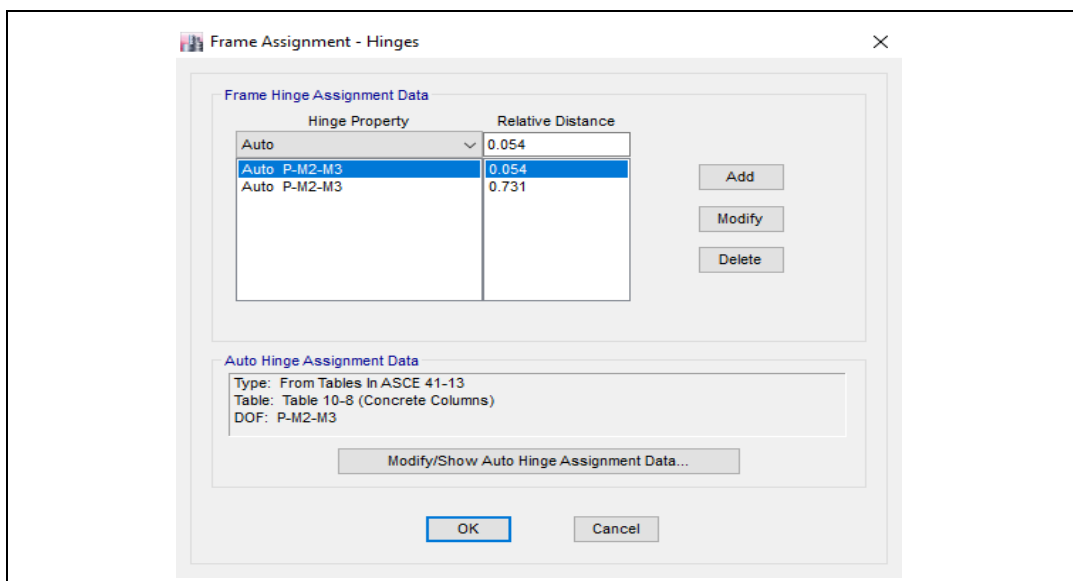 Frame Assignment - Hinges
Frame Hinge Assignment Data
Hinge Property Relative Distance
Auto 0.054
Auto P-M2-M3 0.054
Auto P-M2-M3 0.731
Add
Modify
Delete
Auto Hinge Assignment Data
Type: From Tables In ASCE 41-13
Table: Table 10-8 (Concrete Columns)
DOF: P-M2-M3
Modify/Show Auto Hinge Assignment Data...
OK Cancel